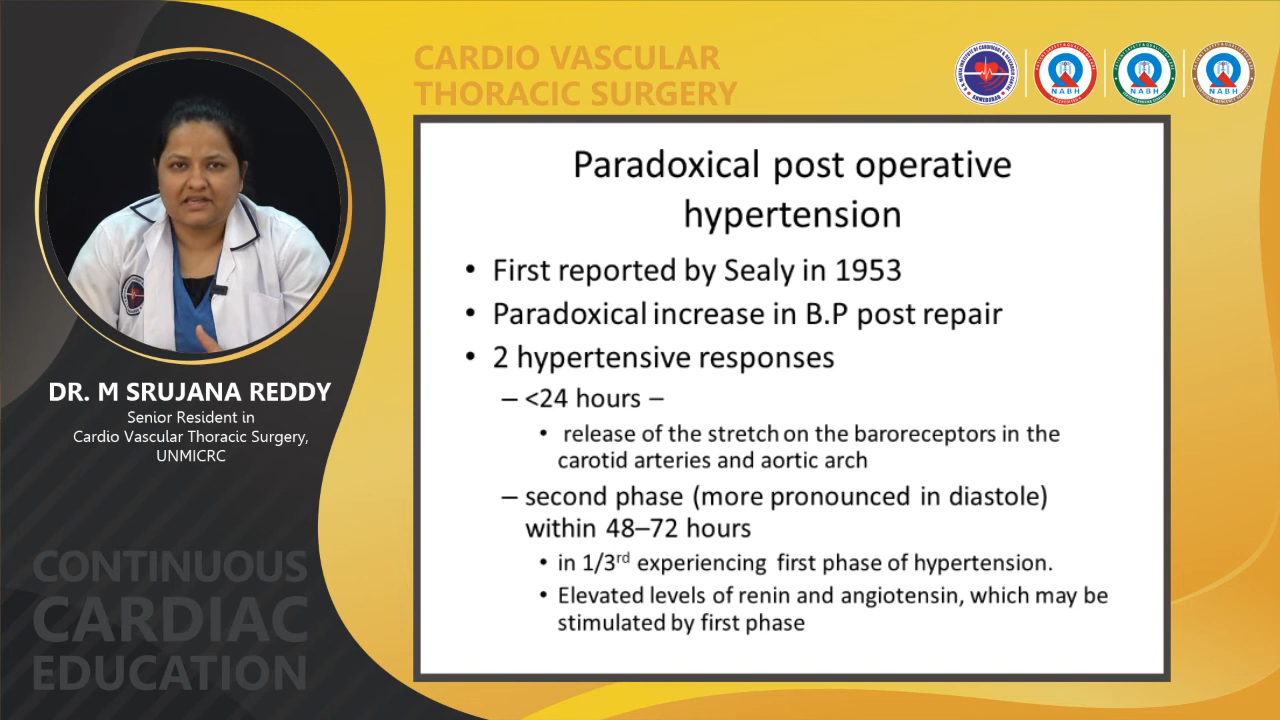 CARDIO VASCULAR
THORACIC SURGERY
NABH
NABH
NABH
Paradoxical post operative
hypertension
• First reported by Sealy in 1953
• Paradoxical increase in B.P post repair
• 2 hypertensive responses
– <24 hours –
• release of the stretch on the baroreceptors in the
carotid arteries and aortic arch
– second phase (more pronounced in diastole)
within 48–72 hours
• in 1/3rd experiencing first phase of hypertension.
• Elevated levels of renin and angiotensin, which may be
stimulated by first phase
DR. M SRUJANA REDDY
Senior Resident in
Cardio Vascular Thoracic Surgery,
UNMICRC
CONTINUOUS
CARDIAC
EDUCATION